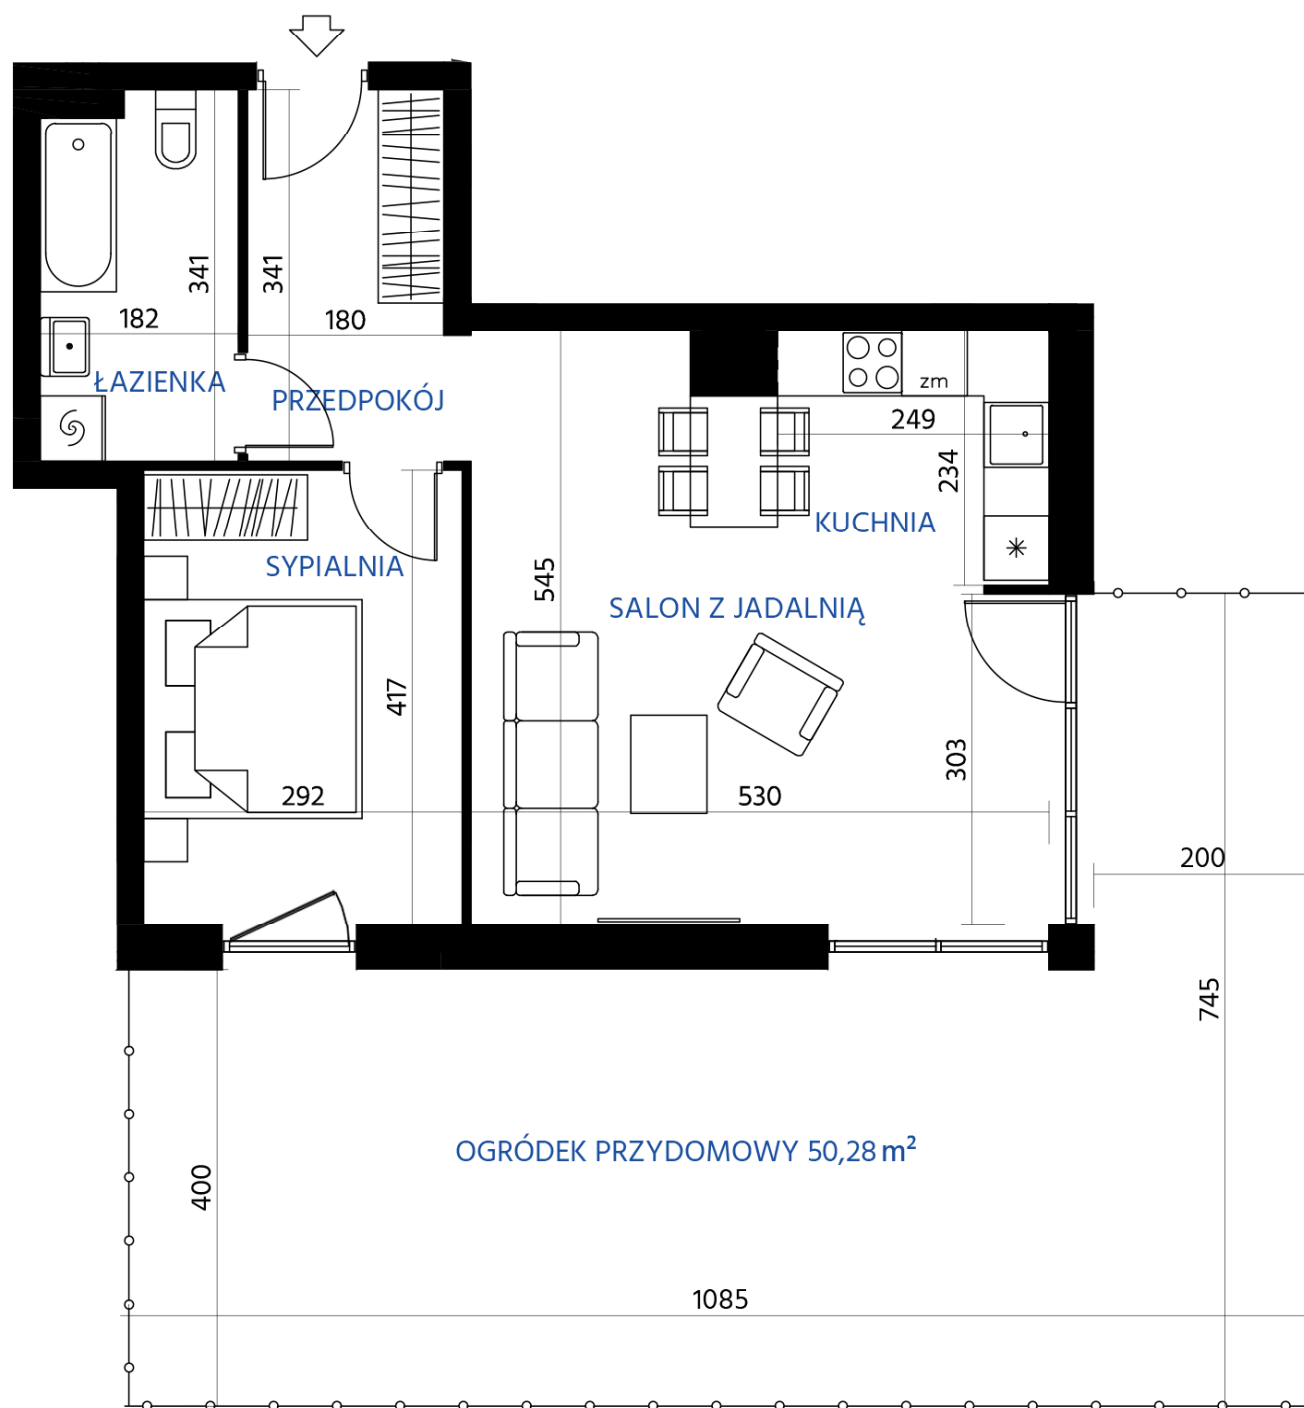 341
341
182
180
ŁAZIENKA
PRZEDPOKÓJ
zm
249
234
KUCHNIA
SYPIALNIA
545
SALON Z JADALNIĄ
417
303
292
530
200
745
OGRÓDEK PRZYDOMOWY 50,28 m²
400
1085